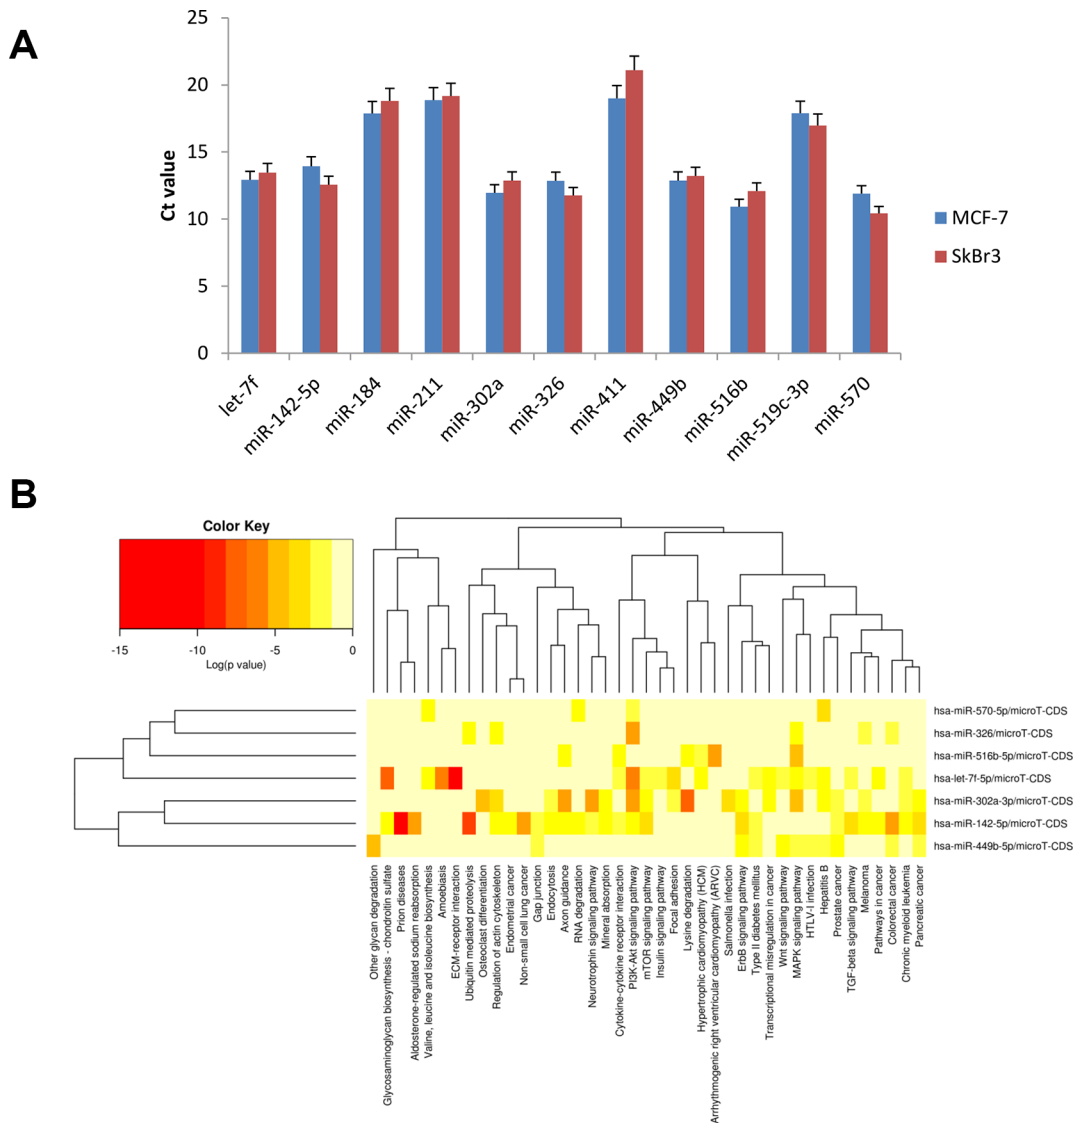 A
25
20
15
10
5
0
Ct value
MCF-7
SkBr3
let-7f
miR-142-5p
miR-184
miR-211
miR-302a
miR-326
miR-411
miR-449b
miR-516b
miR-519c-3p
miR-570
B
Color Key
-15 -10 -5 0
Log(p value)
hsa-miR-570-5p/microT-CDS
hsa-miR-326/microT-CDS
hsa-miR-516b-5p/microT-CDS
hsa-let-7f-5p/microT-CDS
hsa-miR-302a-3p/microT-CDS
hsa-miR-142-5p/microT-CDS
hsa-miR-449b-5p/microT-CDS
Other glycan degradation
Glycosaminoglycan biosynthesis - chondroitin sulfate
Prion diseases
Aldosterone-regulated sodium reabsorption
Valine, leucine and isoleucine biosynthesis
Amoebiasis
ECM-receptor interaction
Ubiquitin mediated proteolysis
Osteoclast differentiation
Regulation of actin cytoskeleton
Endometrial cancer
Non-small cell lung cancer
Gap junction
Endocytosis
Axon guidance
RNA degradation
Neurotrophin signaling pathway
Mineral absorption
Cytokine-cytokine receptor interaction
PI3K-Akt signaling pathway
mTOR signaling pathway
Insulin signaling pathway
Focal adhesion
Lysine degradation
Hypertrophic cardiomyopathy (HCM)
Arrhythmogenic right ventricular cardiomyopathy (ARVC)
Salmonella infection
ErbB signaling pathway
Type II diabetes mellitus
Transcriptional misregulation in cancer
Wnt signaling pathway
MAPK signaling pathway
HTLV-I infection
Hepatitis B
Prostate cancer
TGF-beta signaling pathway
Melanoma
Pathways in cancer
Colorectal cancer
Chronic myeloid leukemia
Pancreatic cancer